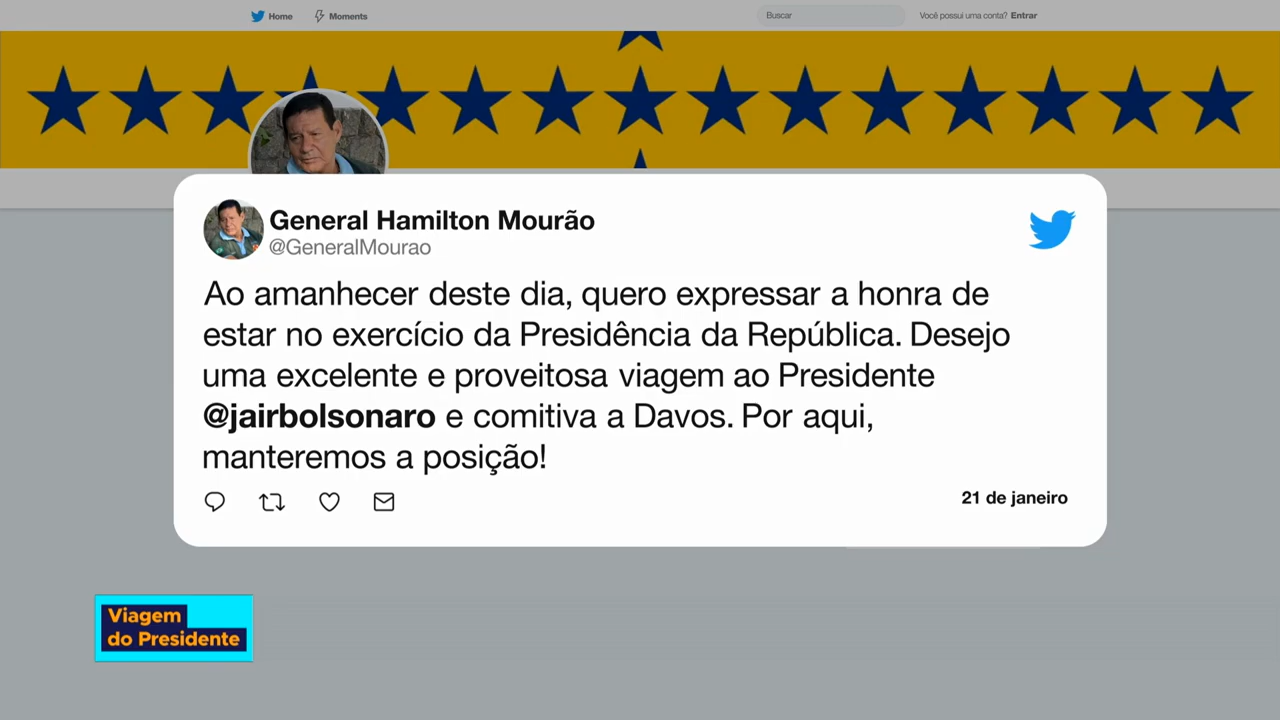 Home
Moments
Buscar
Você possui uma conta? Entrar
General Hamilton Mourão
@GeneralMourao
Ao amanhecer deste dia, quero expressar a honra de
estar no exercício da Presidência da República. Desejo
uma excelente e proveitosa viagem ao Presidente
@jairbolsonaro e comitiva a Davos. Por aqui,
manteremos a posição!
21 de janeiro
Viagem
do Presidente